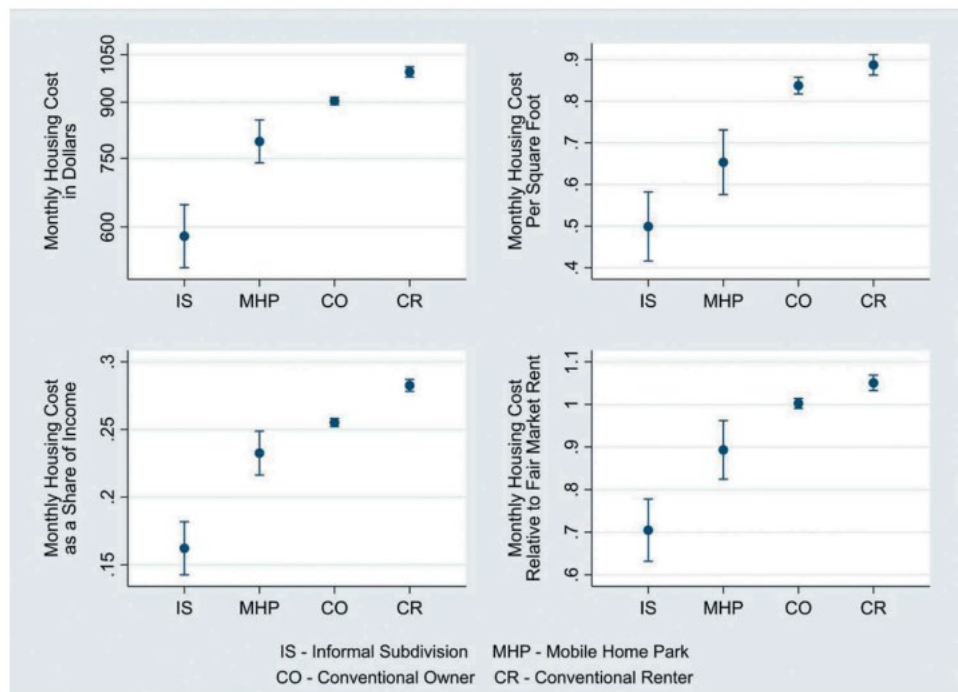 Monthly Housing Cost
in Dollars
1050
900
750
600
IS MHP CO CR
Monthly Housing Cost
Per Square Foot
.9
.8
.7
.6
.5
.4
IS MHP CO CR
Monthly Housing Cost
as a Share of Income
.3
.25
.2
.15
IS MHP CO CR
Monthly Housing Cost
Relative to Fair Market Rent
1.1
1
.9
.8
.7
.6
IS MHP CO CR
IS - Informal Subdivision MHP - Mobile Home Park
CO - Conventional Owner CR - Conventional Renter